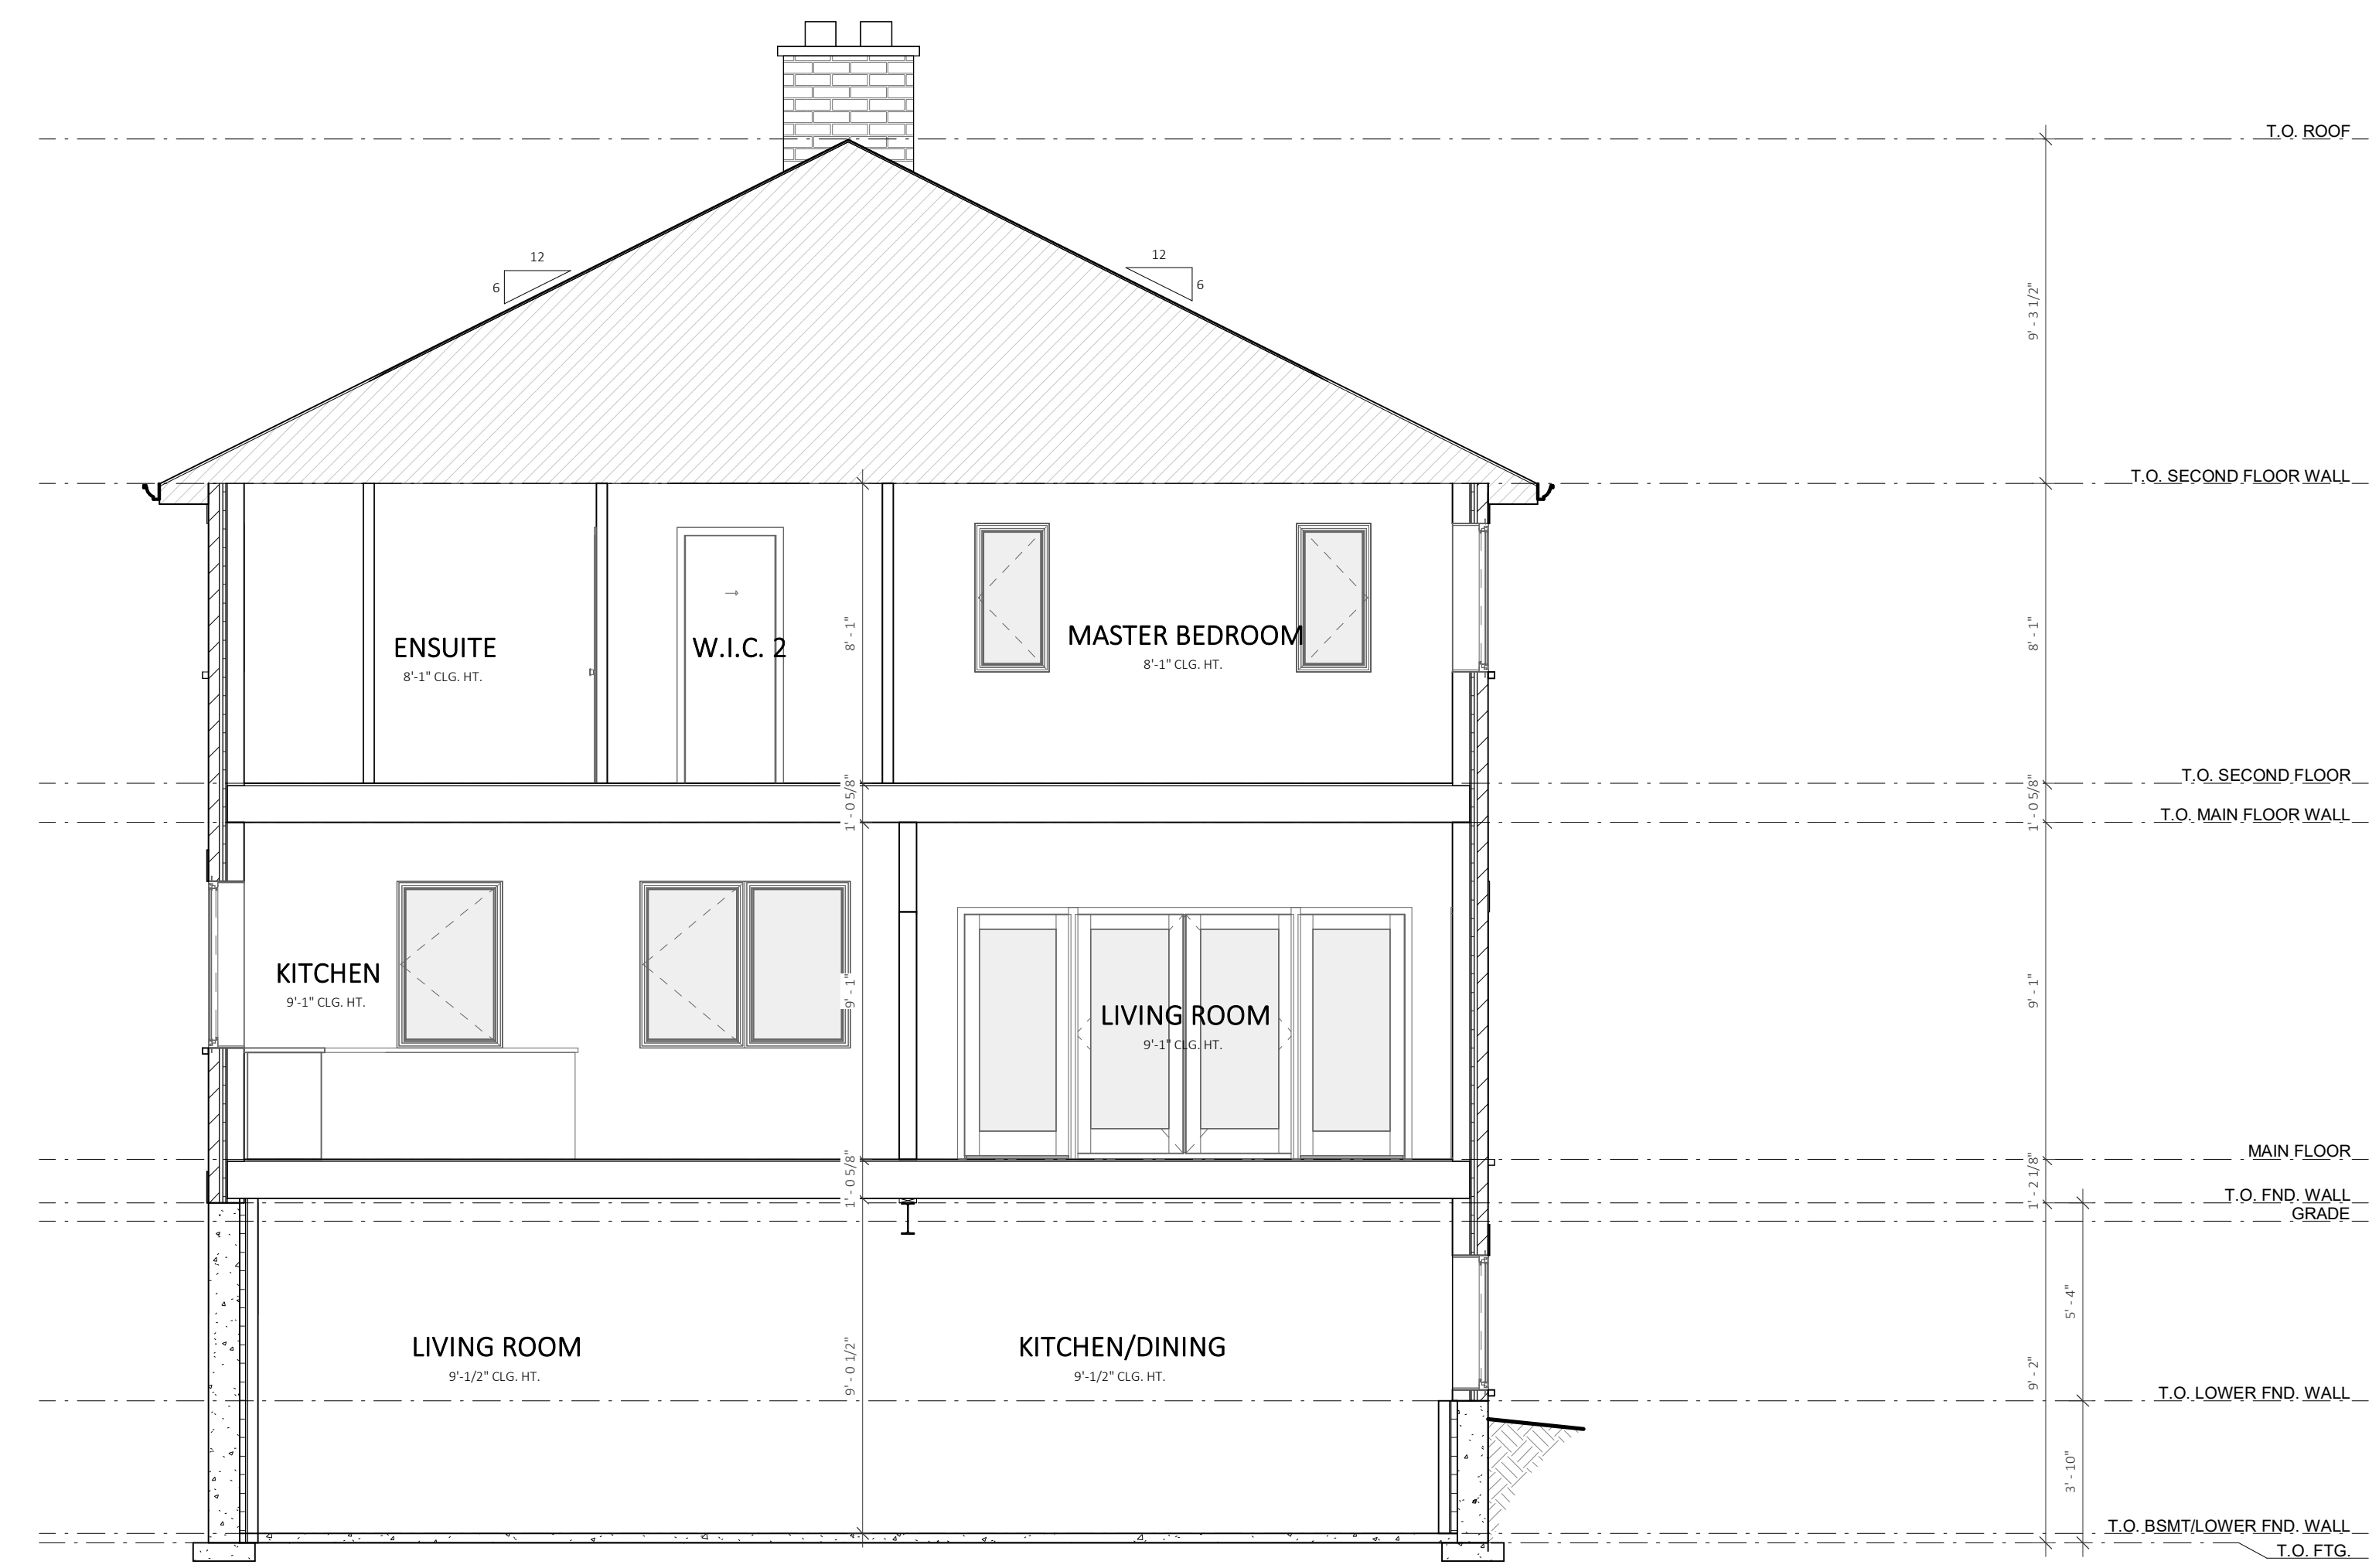 T.O. ROOF
12
6
12
6
9' - 3 1/2"
T.O. SECOND FLOOR WALL
ENSUITE
8'-1" CLG. HT.
W.I.C. 2
8' - 1"
MASTER BEDROOM
8'-1" CLG. HT.
8' - 1"
T.O. SECOND FLOOR
1' - 0 5/8"
1' - 0 5/8"
T.O. MAIN FLOOR WALL
KITCHEN
9'-1" CLG. HT.
9' - 1"
LIVING ROOM
9'-1" CLG. HT.
9' - 1"
MAIN FLOOR
1' - 0 5/8"
1' - 2 1/8"
T.O. FND. WALL
GRADE
5' - 4"
LIVING ROOM
9'-1/2" CLG. HT.
9' - 0 1/2"
KITCHEN/DINING
9'-1/2" CLG. HT.
9' - 2"
T.O. LOWER FND. WALL
3' - 10"
T.O. BSMT/LOWER FND. WALL
T.O. FTG.